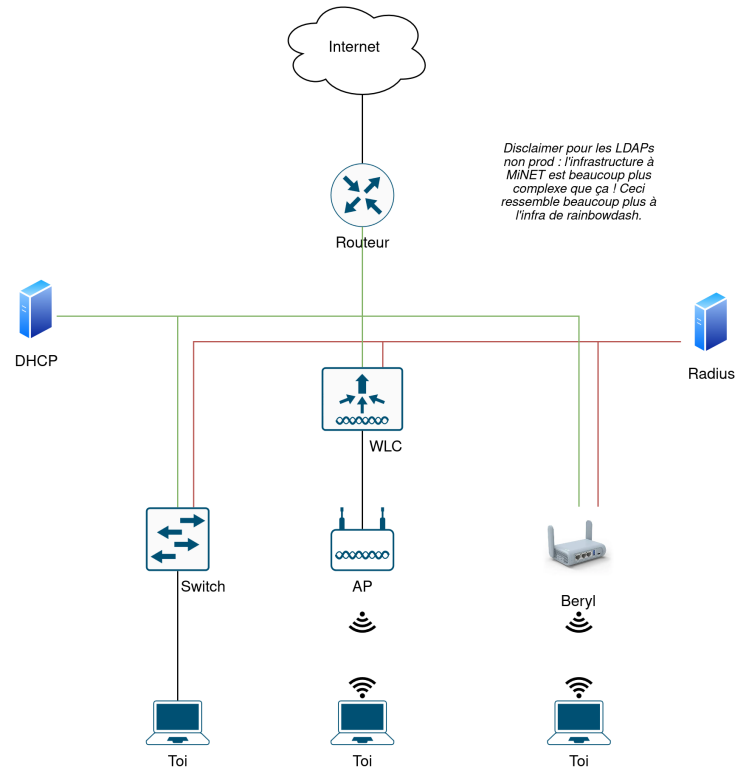 Internet
Disclaimer pour les LDAPs
non prod : l'infrastructure à
MiNET est beaucoup plus
complexe que ça ! Ceci
ressemble beaucoup plus à
l'infra de rainbowdash.
Routeur
DHCP
Radius
WLC
Switch
AP
Beryl
Toi
Toi
Toi